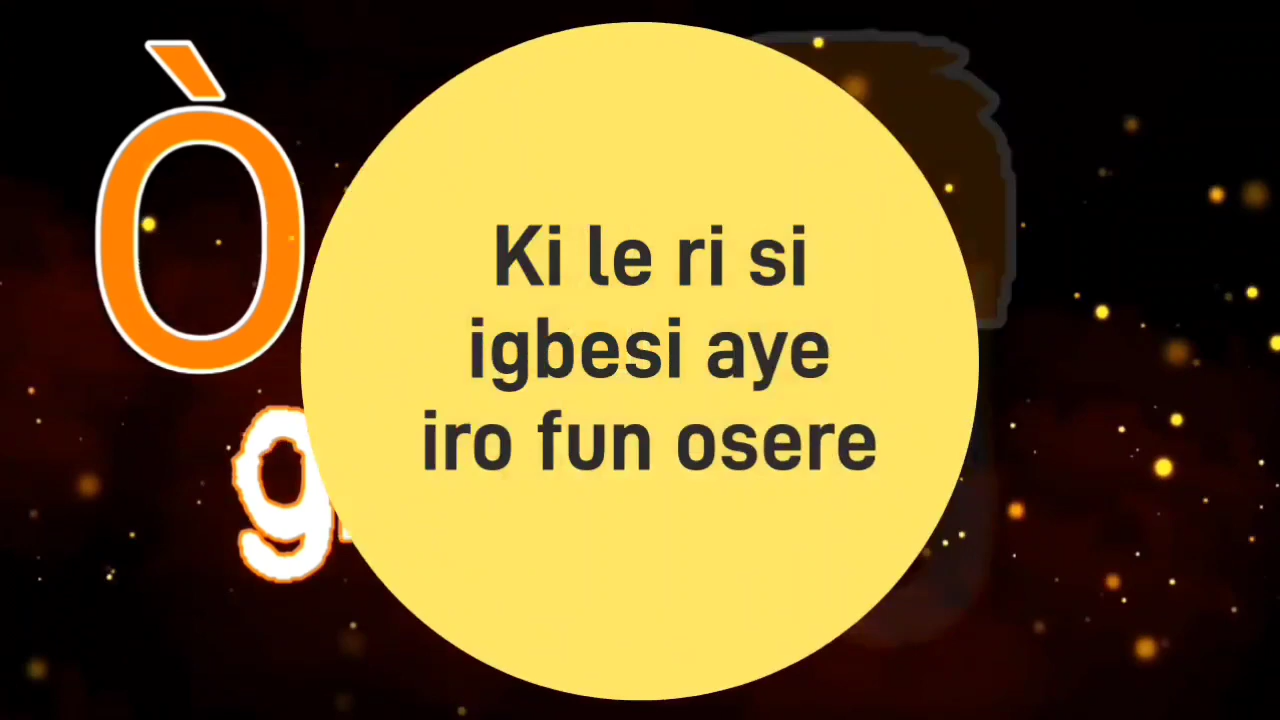 Ò
Ki le ri si
igbesi aye
iro fun osere